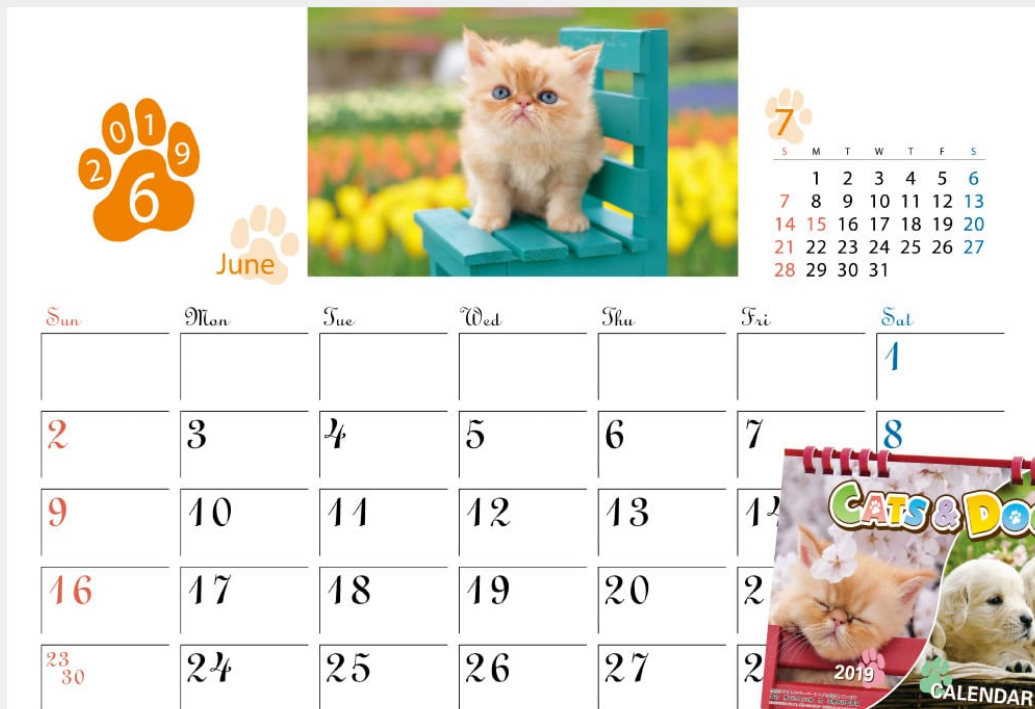 2019
6
June
7
S M T W T F S
1 2 3 4 5 6
7 8 9 10 11 12 13
14 15 16 17 18 19 20
21 22 23 24 25 26 27
28 29 30 31
Sun Mon Tue Wed Thu Fri Sat
1
2 3 4 5 6 7 8
9 10 11 12 13 14
16 17 18 19 20 2
23 24 25 26 27 2
30
CATS & DO
2019
CALENDAR